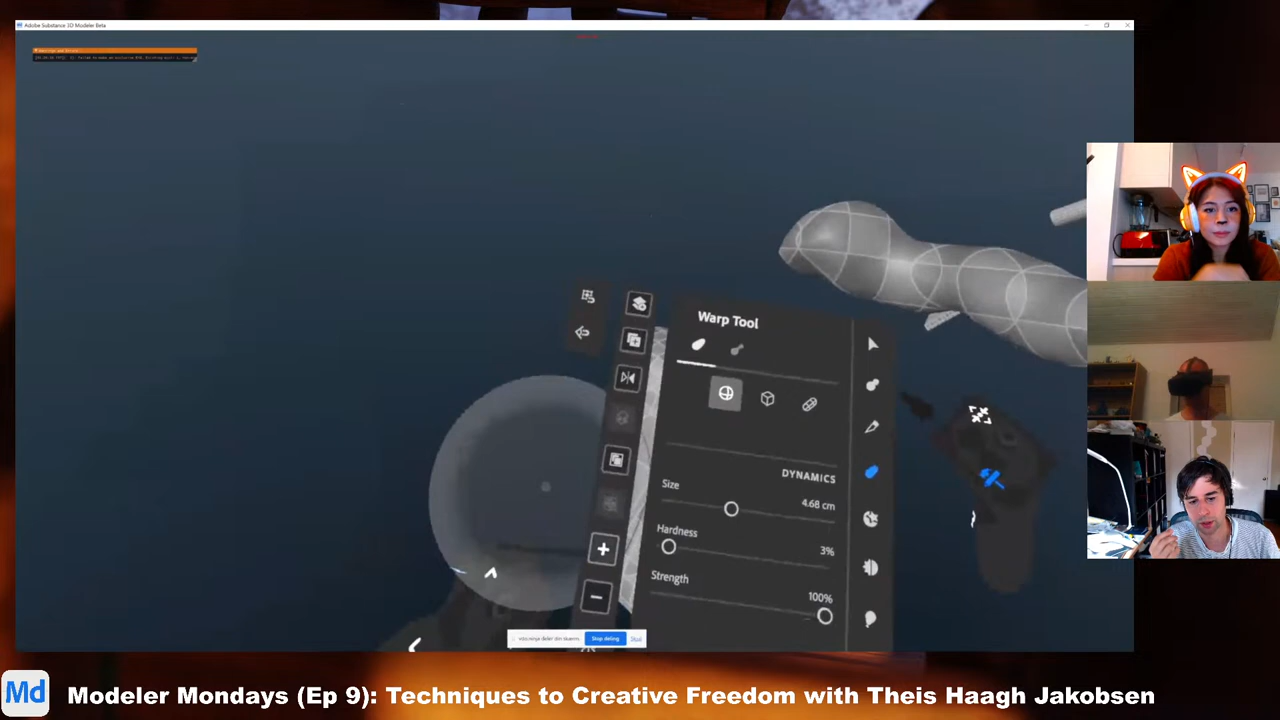 Adobe Substance 3D Modeler Beta
Warp Tool
DYNAMICS
Size
4.68 cm
Hardness
3%
Strength
100%
Stop deling
Skjul
Md
Modeler Mondays (Ep 9): Techniques to Creative Freedom with Theis Haagh Jakobsen